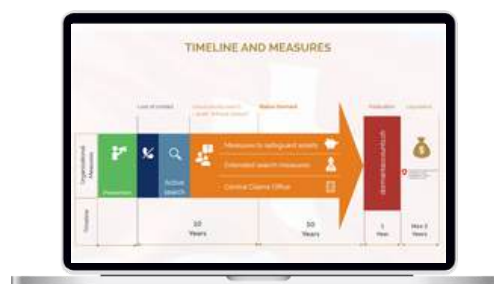 TIMELINE AND MEASURES
Loss of contact
Status Dormant
Publication
Liquidation
Organizational
Measures
Prevention
Active
search
Measures to safeguard assets
Extended search measures
Central Claims Office
dormantaccounts.ch
Timeline
10
Years
50
Years
1
Year
Max 2
Years